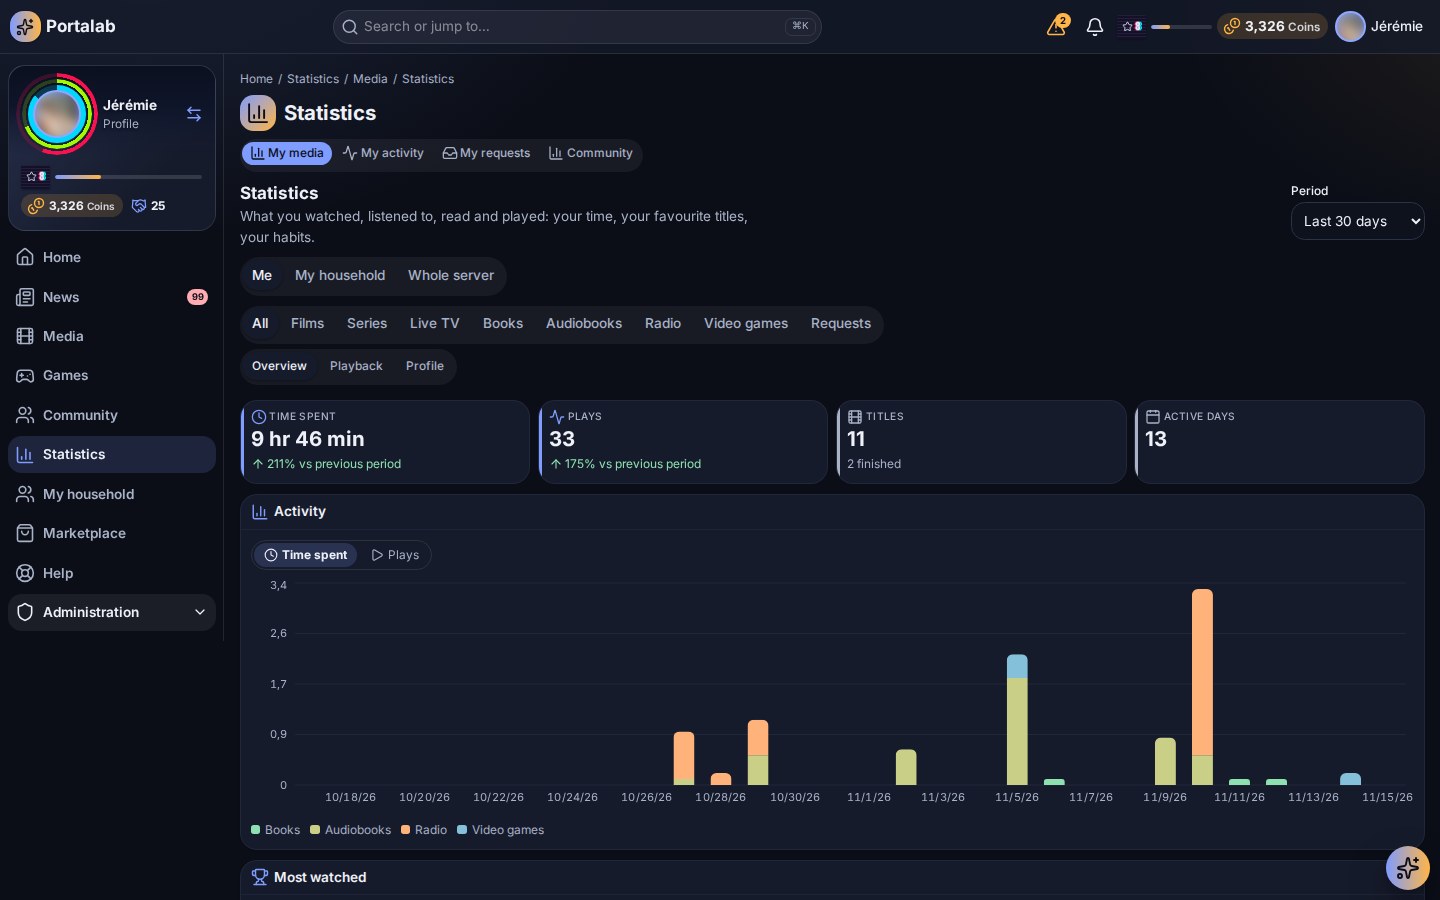 Portalab
Search or jump to...
⌘K
2
3,326 Coins
Jérémie
Jérémie
Profile
3,326 Coins
25
Home
News
99
Media
Games
Community
Statistics
My household
Marketplace
Help
Administration
Home / Statistics / Media / Statistics
Statistics
My media
My activity
My requests
Community
Statistics
What you watched, listened to, read and played: your time, your favourite titles,
your habits.
Period
Last 30 days
Me
My household
Whole server
All
Films
Series
Live TV
Books
Audiobooks
Radio
Video games
Requests
Overview
Playback
Profile
TIME SPENT
9 hr 46 min
↑ 211% vs previous period
PLAYS
33
↑ 175% vs previous period
TITLES
11
2 finished
ACTIVE DAYS
13
Activity
Time spent
Plays
3,4
2,6
1,7
0,9
0
10/18/26
10/20/26
10/22/26
10/24/26
10/26/26
10/28/26
10/30/26
11/1/26
11/3/26
11/5/26
11/7/26
11/9/26
11/11/26
11/13/26
11/15/26
Books
Audiobooks
Radio
Video games
Most watched